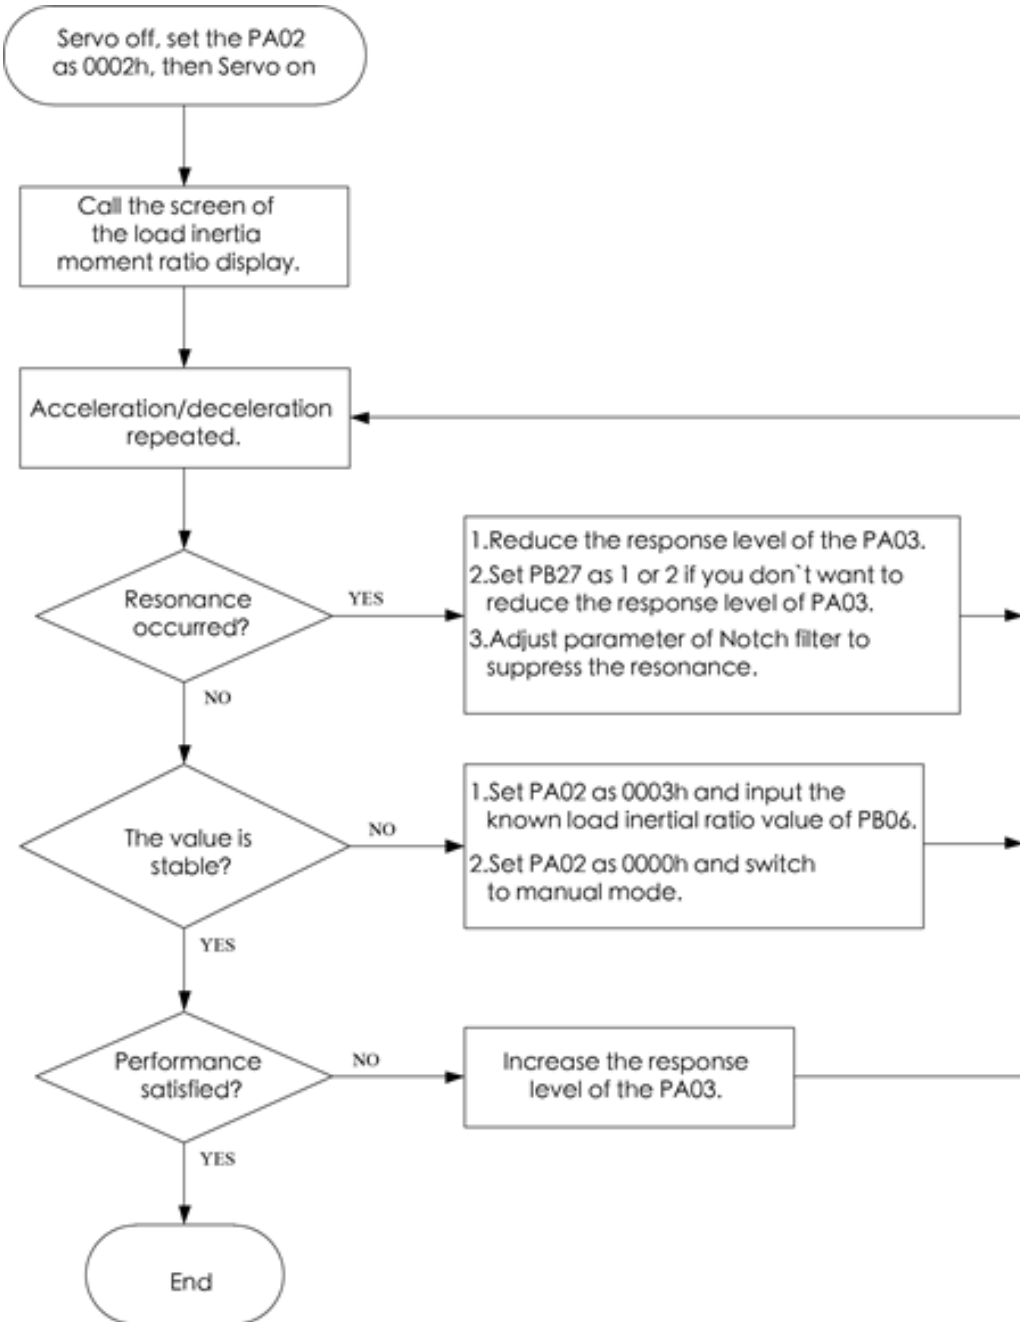 Servo off, set the PA02
as 0002h, then Servo on
Call the screen of
the load inertia
moment ratio display.
Acceleration/deceleration
repeated.
Resonance
occurred?
YES
1.Reduce the response level of the PA03.
2.Set PB27 as 1 or 2 if you don`t want to
reduce the response level of PA03.
3.Adjust parameter of Notch filter to
suppress the resonance.
NO
The value is
stable?
NO
1.Set PA02 as 0003h and input the
known load inertial ratio value of PB06.
2.Set PA02 as 0000h and switch
to manual mode.
YES
Performance
satisfied?
NO
Increase the response
level of the PA03.
YES
End